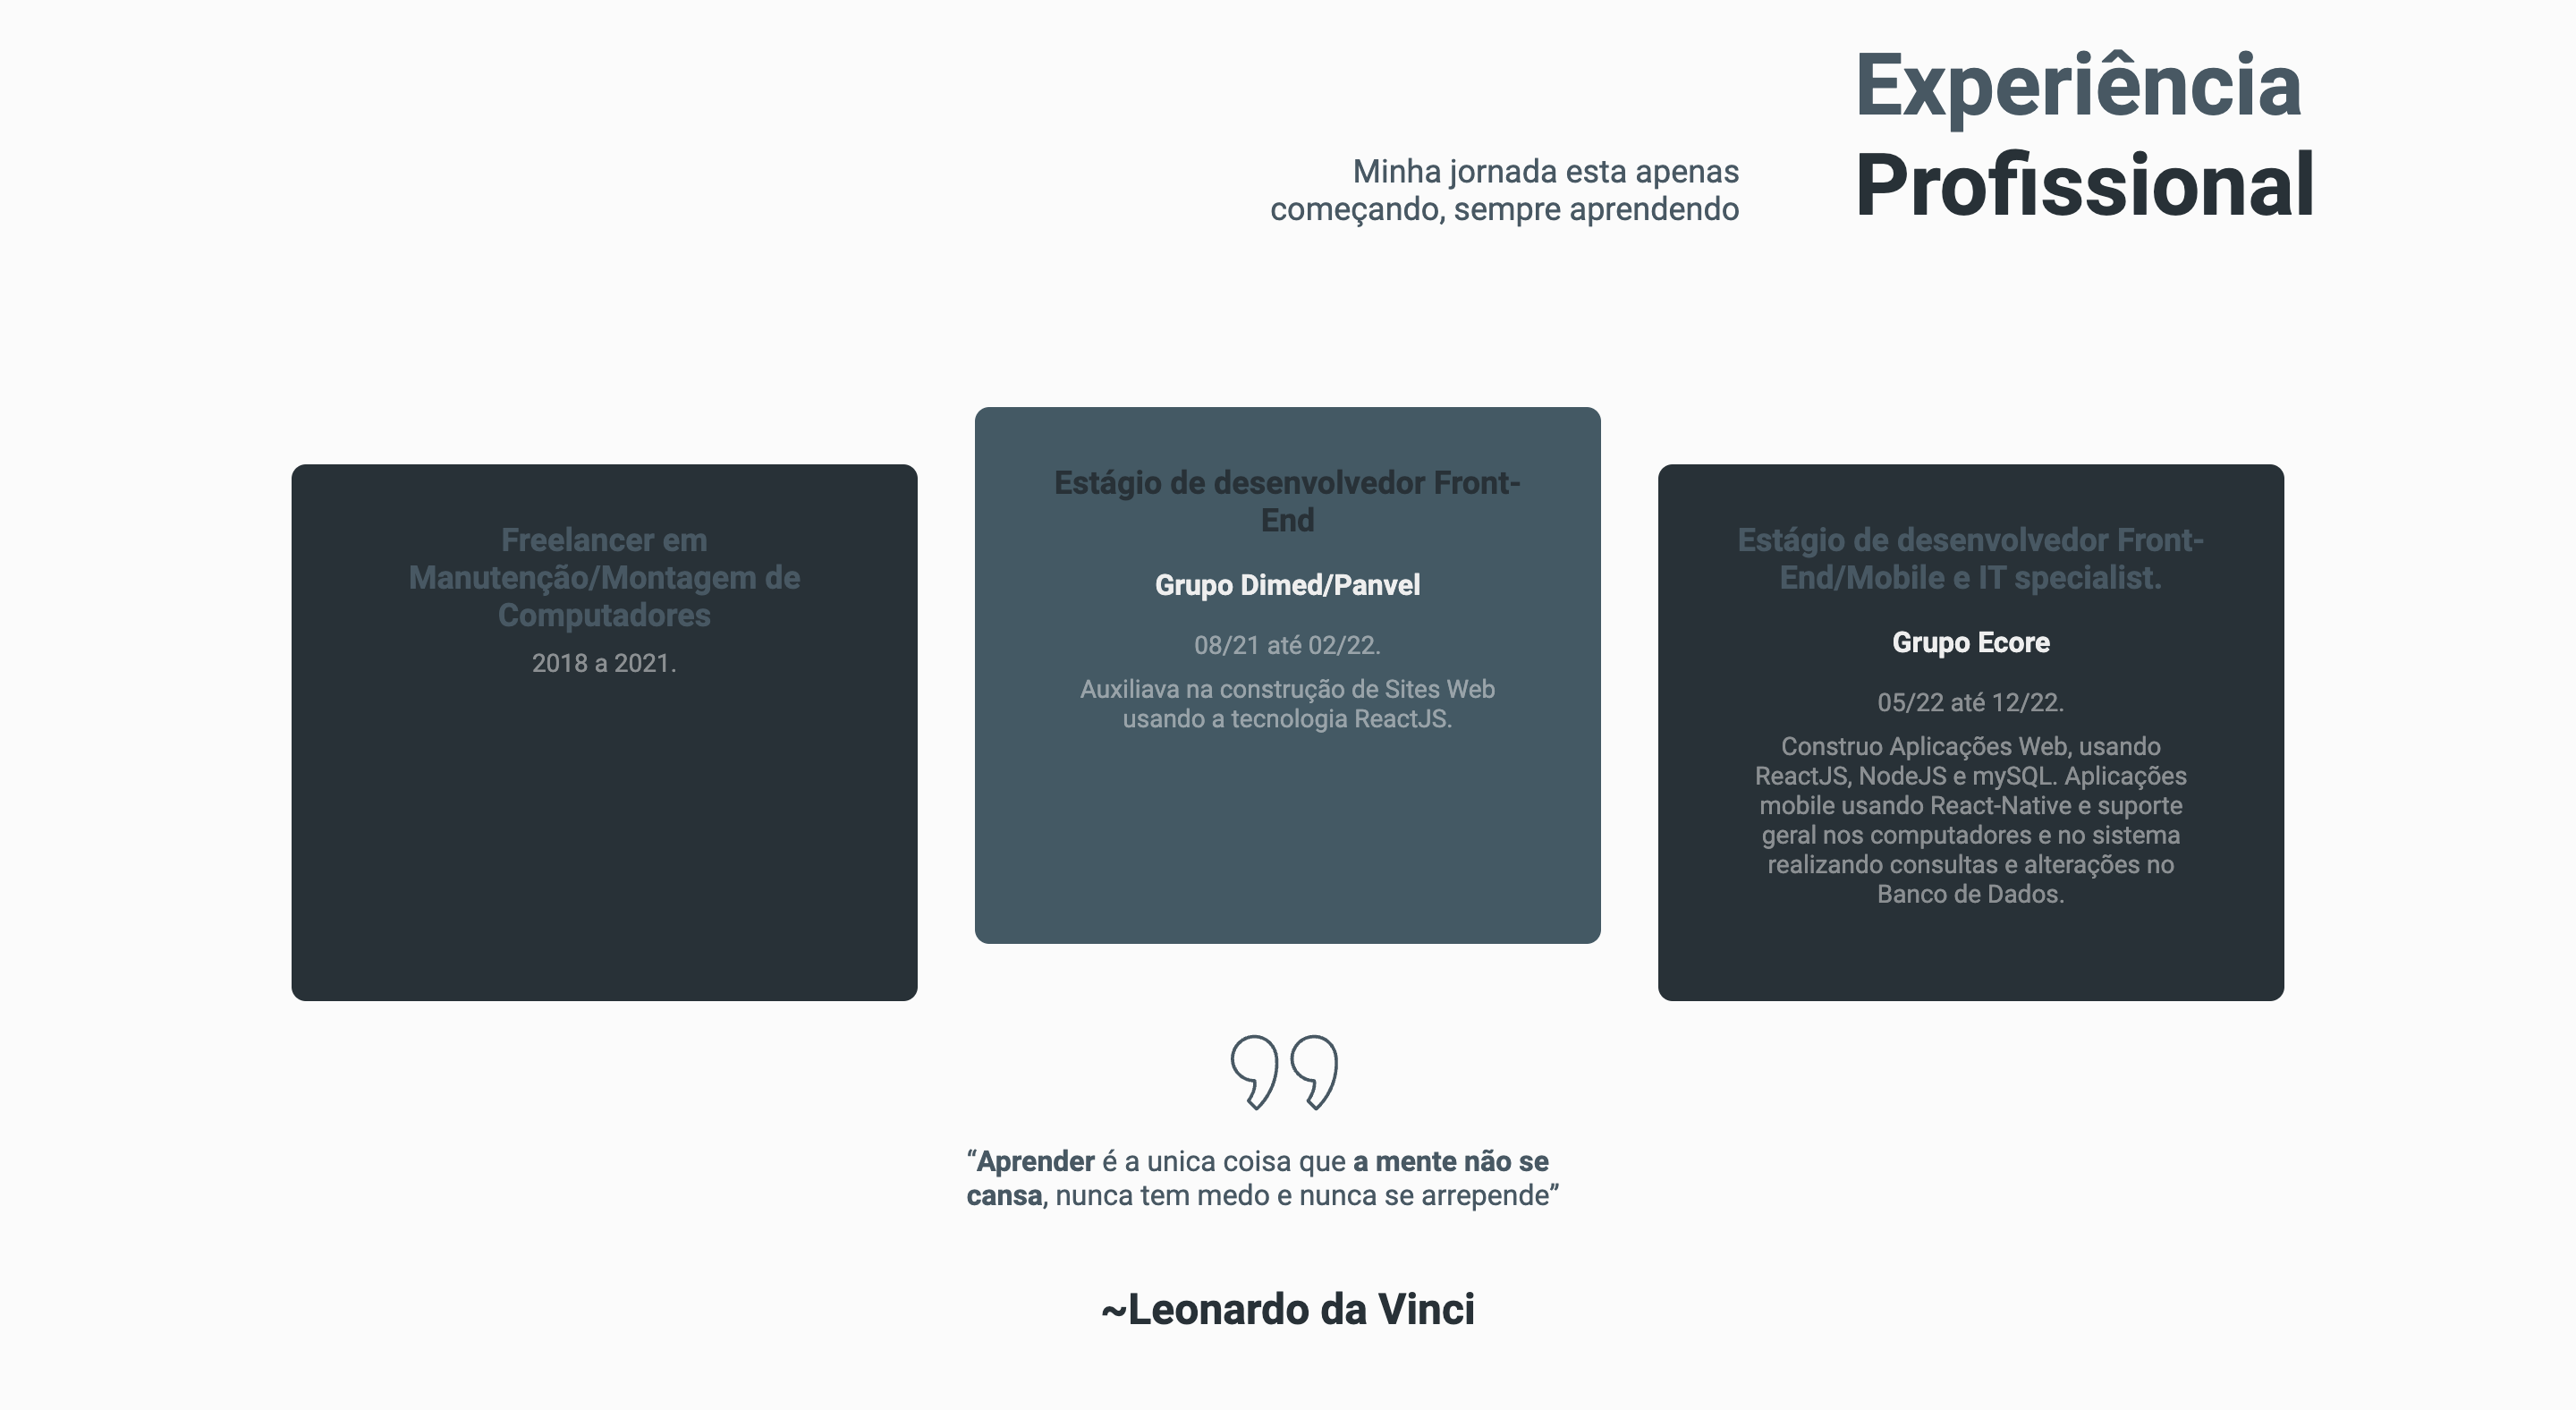 Experiência
Profissional
Minha jornada esta apenas
começando, sempre aprendendo
Freelancer em
Manutenção/Montagem de
Computadores
2018 a 2021.
Estágio de desenvolvedor Front-
End
Grupo Dimed/Panvel
08/21 até 02/22.
Auxiliava na construção de Sites Web
usando a tecnologia ReactJS.
Estágio de desenvolvedor Front-
End/Mobile e IT specialist.
Grupo Ecore
05/22 até 12/22.
Construo Aplicações Web, usando
ReactJS, NodeJS e mySQL. Aplicações
mobile usando React-Native e suporte
geral nos computadores e no sistema
realizando consultas e alterações no
Banco de Dados.
“Aprender é a unica coisa que a mente não se
cansa, nunca tem medo e nunca se arrepende”
~Leonardo da Vinci